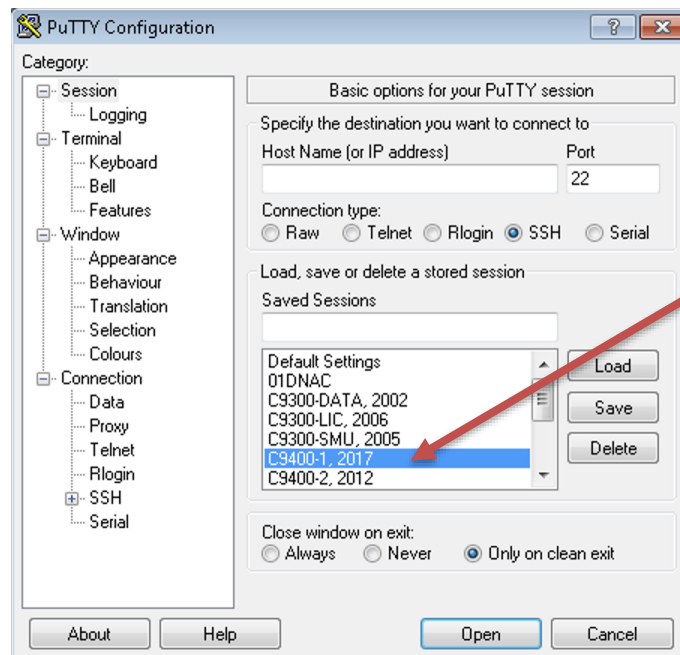 PuTTY Configuration
Category:
Session
Logging
Terminal
Keyboard
Bell
Features
Window
Appearance
Behaviour
Translation
Selection
Colours
Connection
Data
Proxy
Telnet
Rlogin
SSH
Serial
Basic options for your PuTTY session
Specify the destination you want to connect to
Host Name (or IP address) Port
22
Connection type:
Raw Telnet Rlogin SSH Serial
Load, save or delete a stored session
Saved Sessions
Default Settings
01DNAC
C9300-DATA, 2002
C9300-LIC, 2006
C9300-SMU, 2005
C9400-1, 2017
C9400-2, 2012
Load
Save
Delete
Close window on exit:
Always Never Only on clean exit
About Help Open Cancel